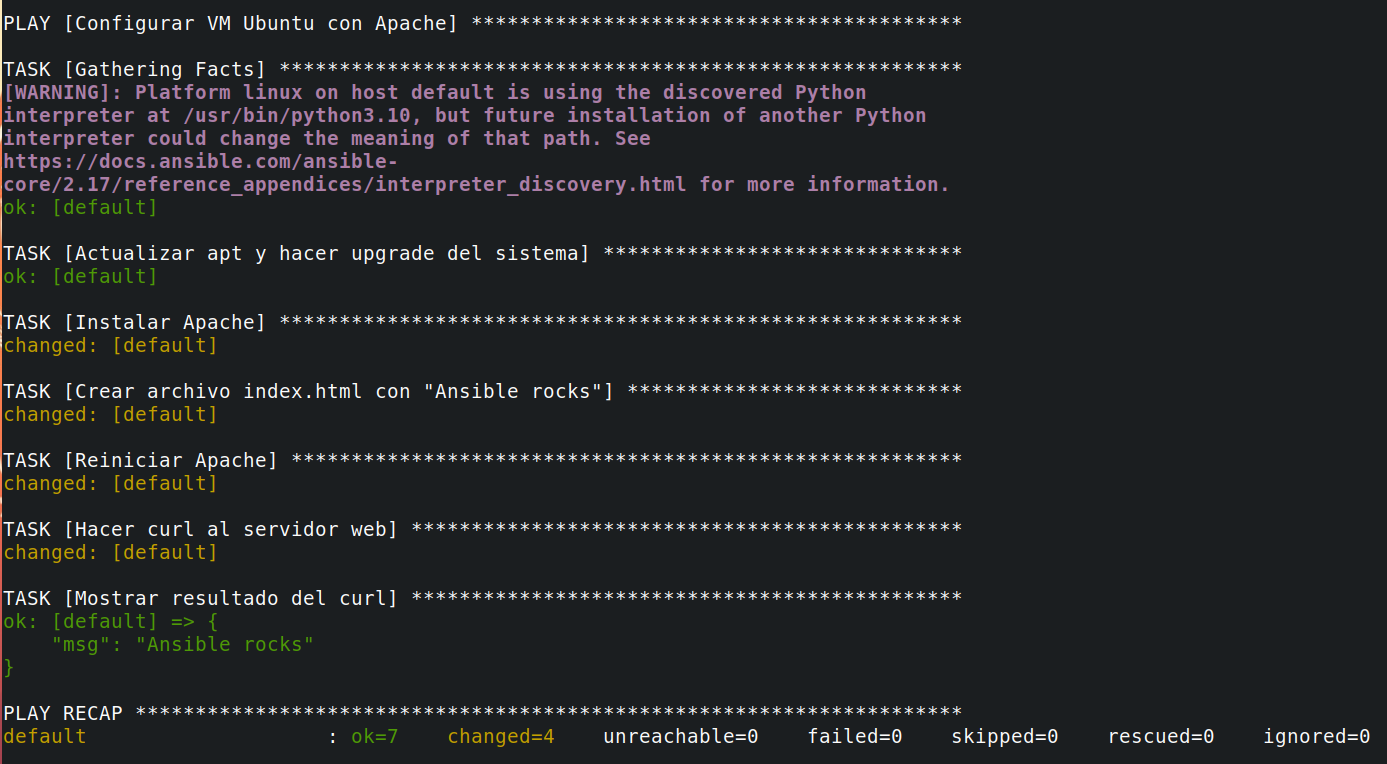 PLAY [Configurar VM Ubuntu con Apache] *****************************************
TASK [Gathering Facts] *********************************************************
[WARNING]: Platform linux on host default is using the discovered Python
interpreter at /usr/bin/python3.10, but future installation of another Python
interpreter could change the meaning of that path. See
https://docs.ansible.com/ansible-
core/2.17/reference_appendices/interpreter_discovery.html for more information.
ok: [default]
TASK [Actualizar apt y hacer upgrade del sistema] ******************************
ok: [default]
TASK [Instalar Apache] *********************************************************
changed: [default]
TASK [Crear archivo index.html con "Ansible rocks"] ****************************
changed: [default]
TASK [Reiniciar Apache] ********************************************************
changed: [default]
TASK [Hacer curl al servidor web] **********************************************
changed: [default]
TASK [Mostrar resultado del curl] **********************************************
ok: [default] => {
    "msg": "Ansible rocks"
}
PLAY RECAP *********************************************************************
default                    : ok=7    changed=4    unreachable=0    failed=0    skipped=0    rescued=0    ignored=0